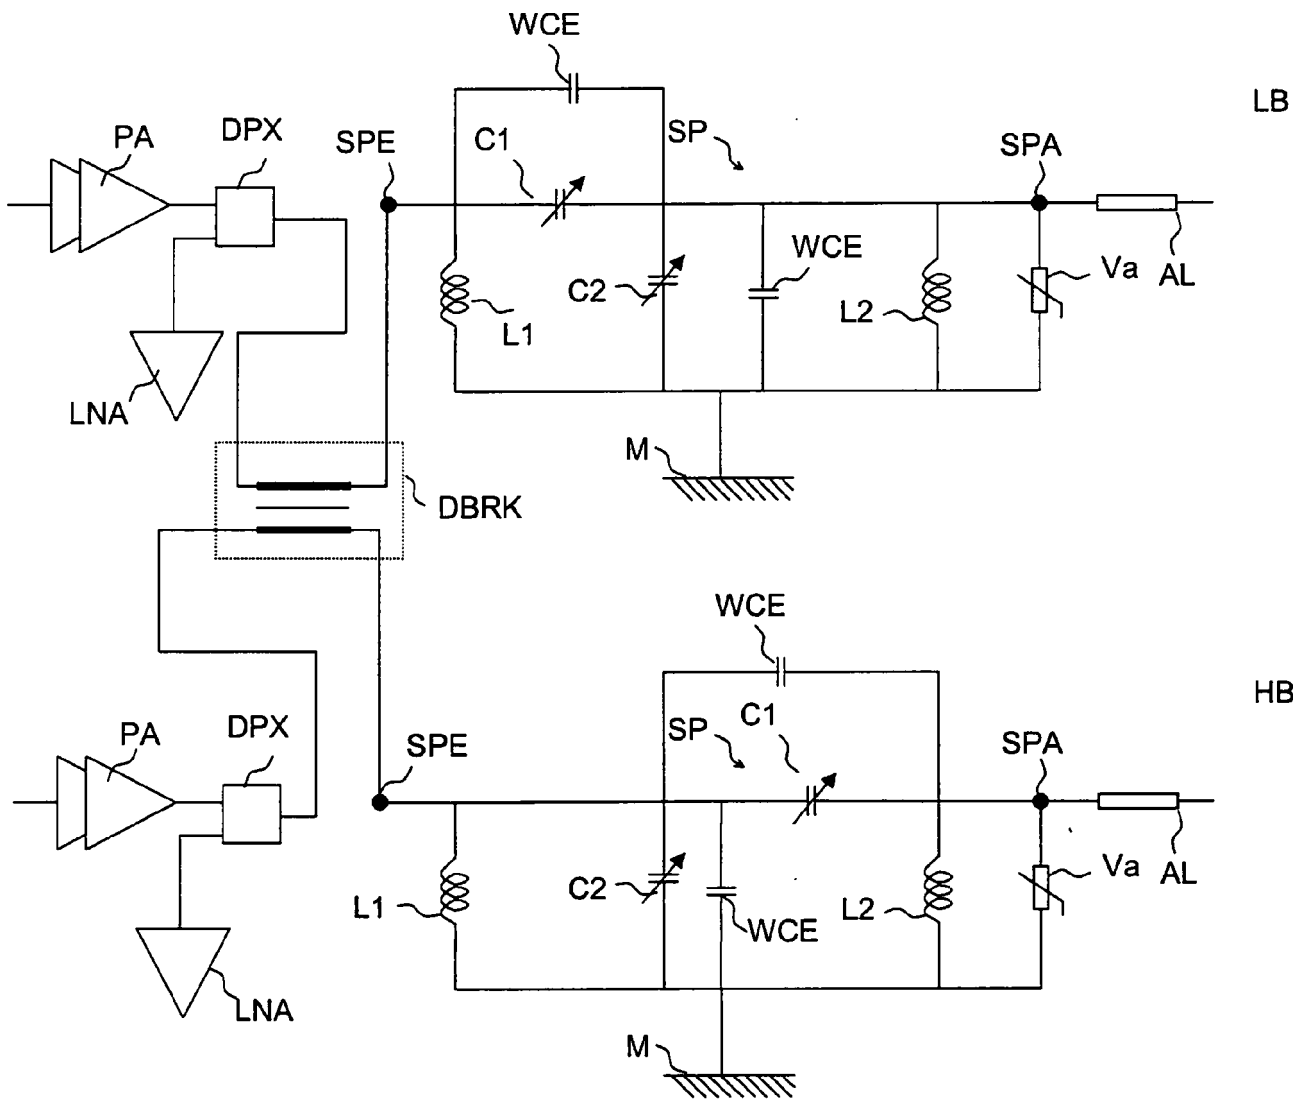 WCE
LB
PA
DPX
SPE
C1
SP
SPA
WCE
C2
L1
L2
Va
AL
LNA
M
DBRK
WCE
HB
PA
DPX
SPE
SP
C1
SPA
L1
C2
WCE
L2
Va
AL
LNA
M